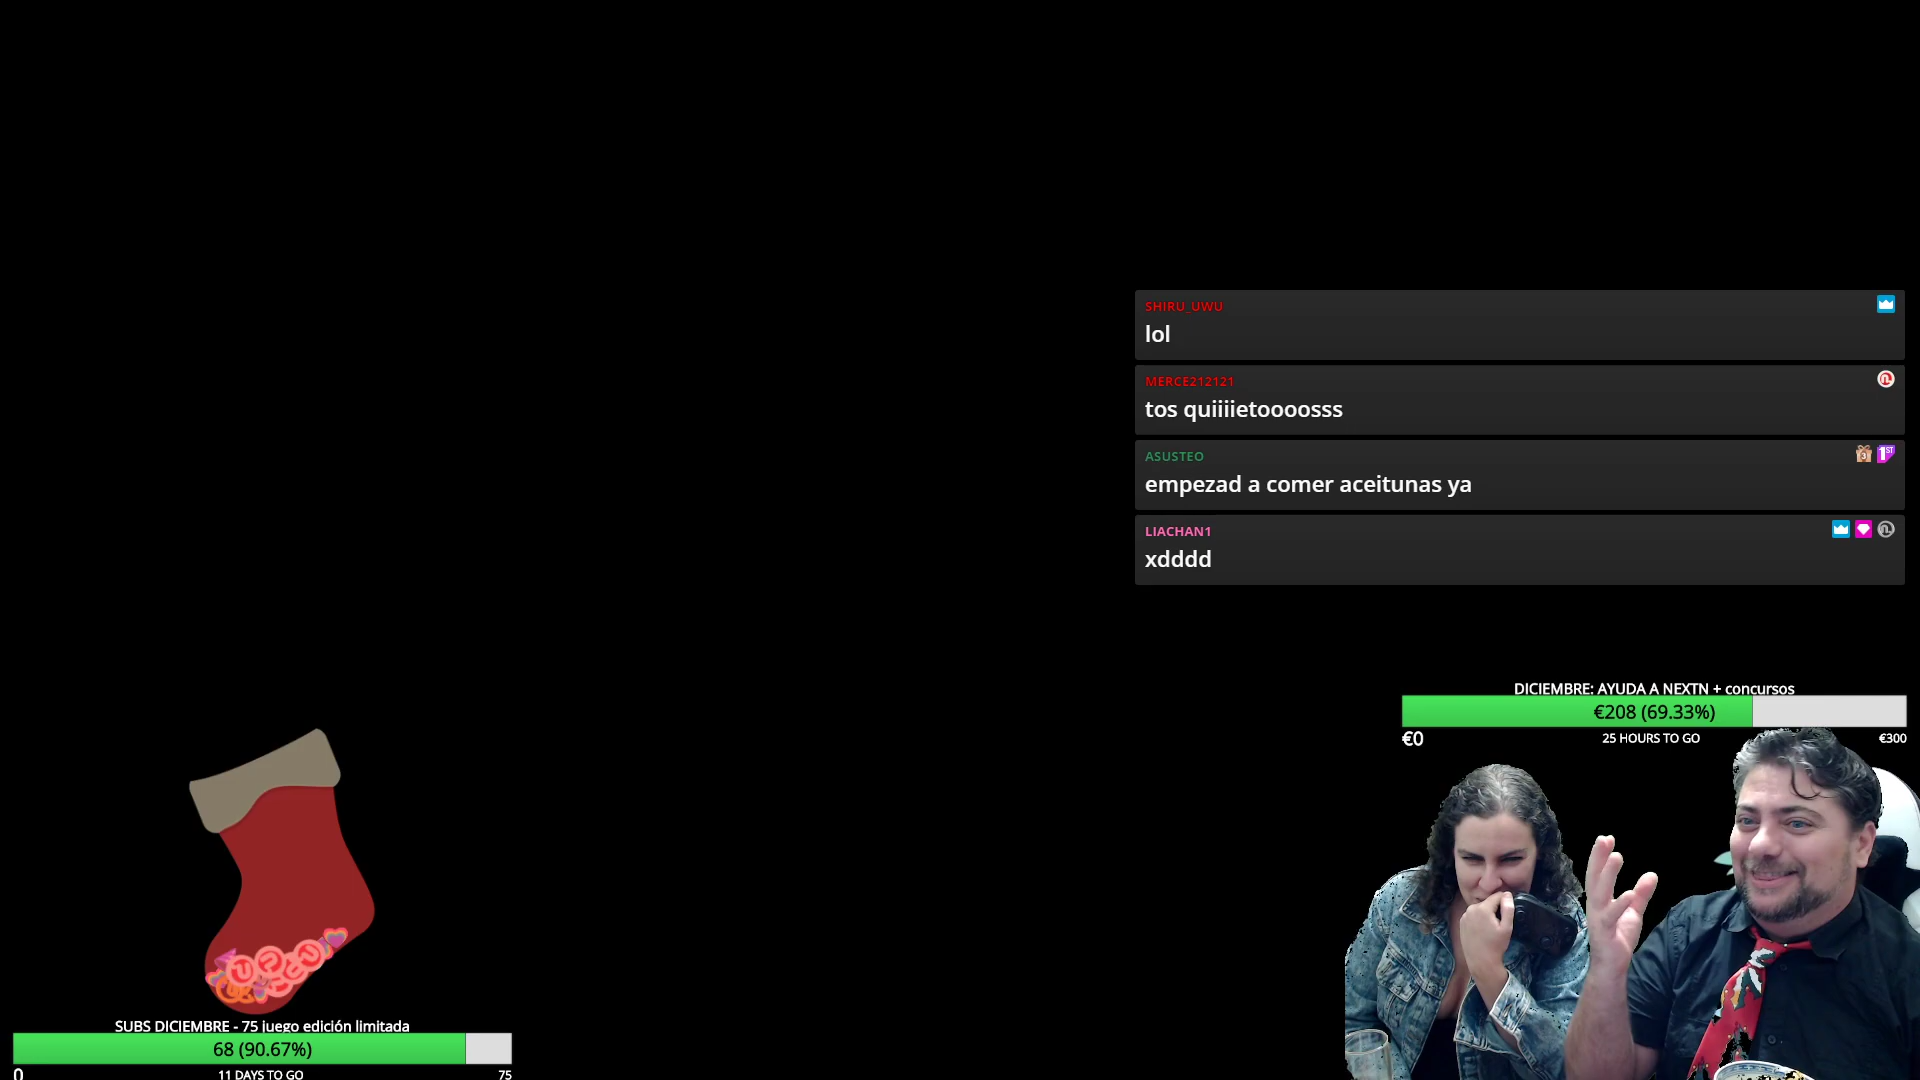 SHIRU_UWU
lol
MERCE212121
tos quiiiietoooosss
ASUSTEO
empezad a comer aceitunas ya
LIACHAN1
xdddd
DICIEMBRE: AYUDA A NEXTN + concursos
€208 (69.33%)
€0 25 HOURS TO GO €300
SUBS DICIEMBRE - 75 juego edición limitada
68 (90.67%)
0 11 DAYS TO GO 75